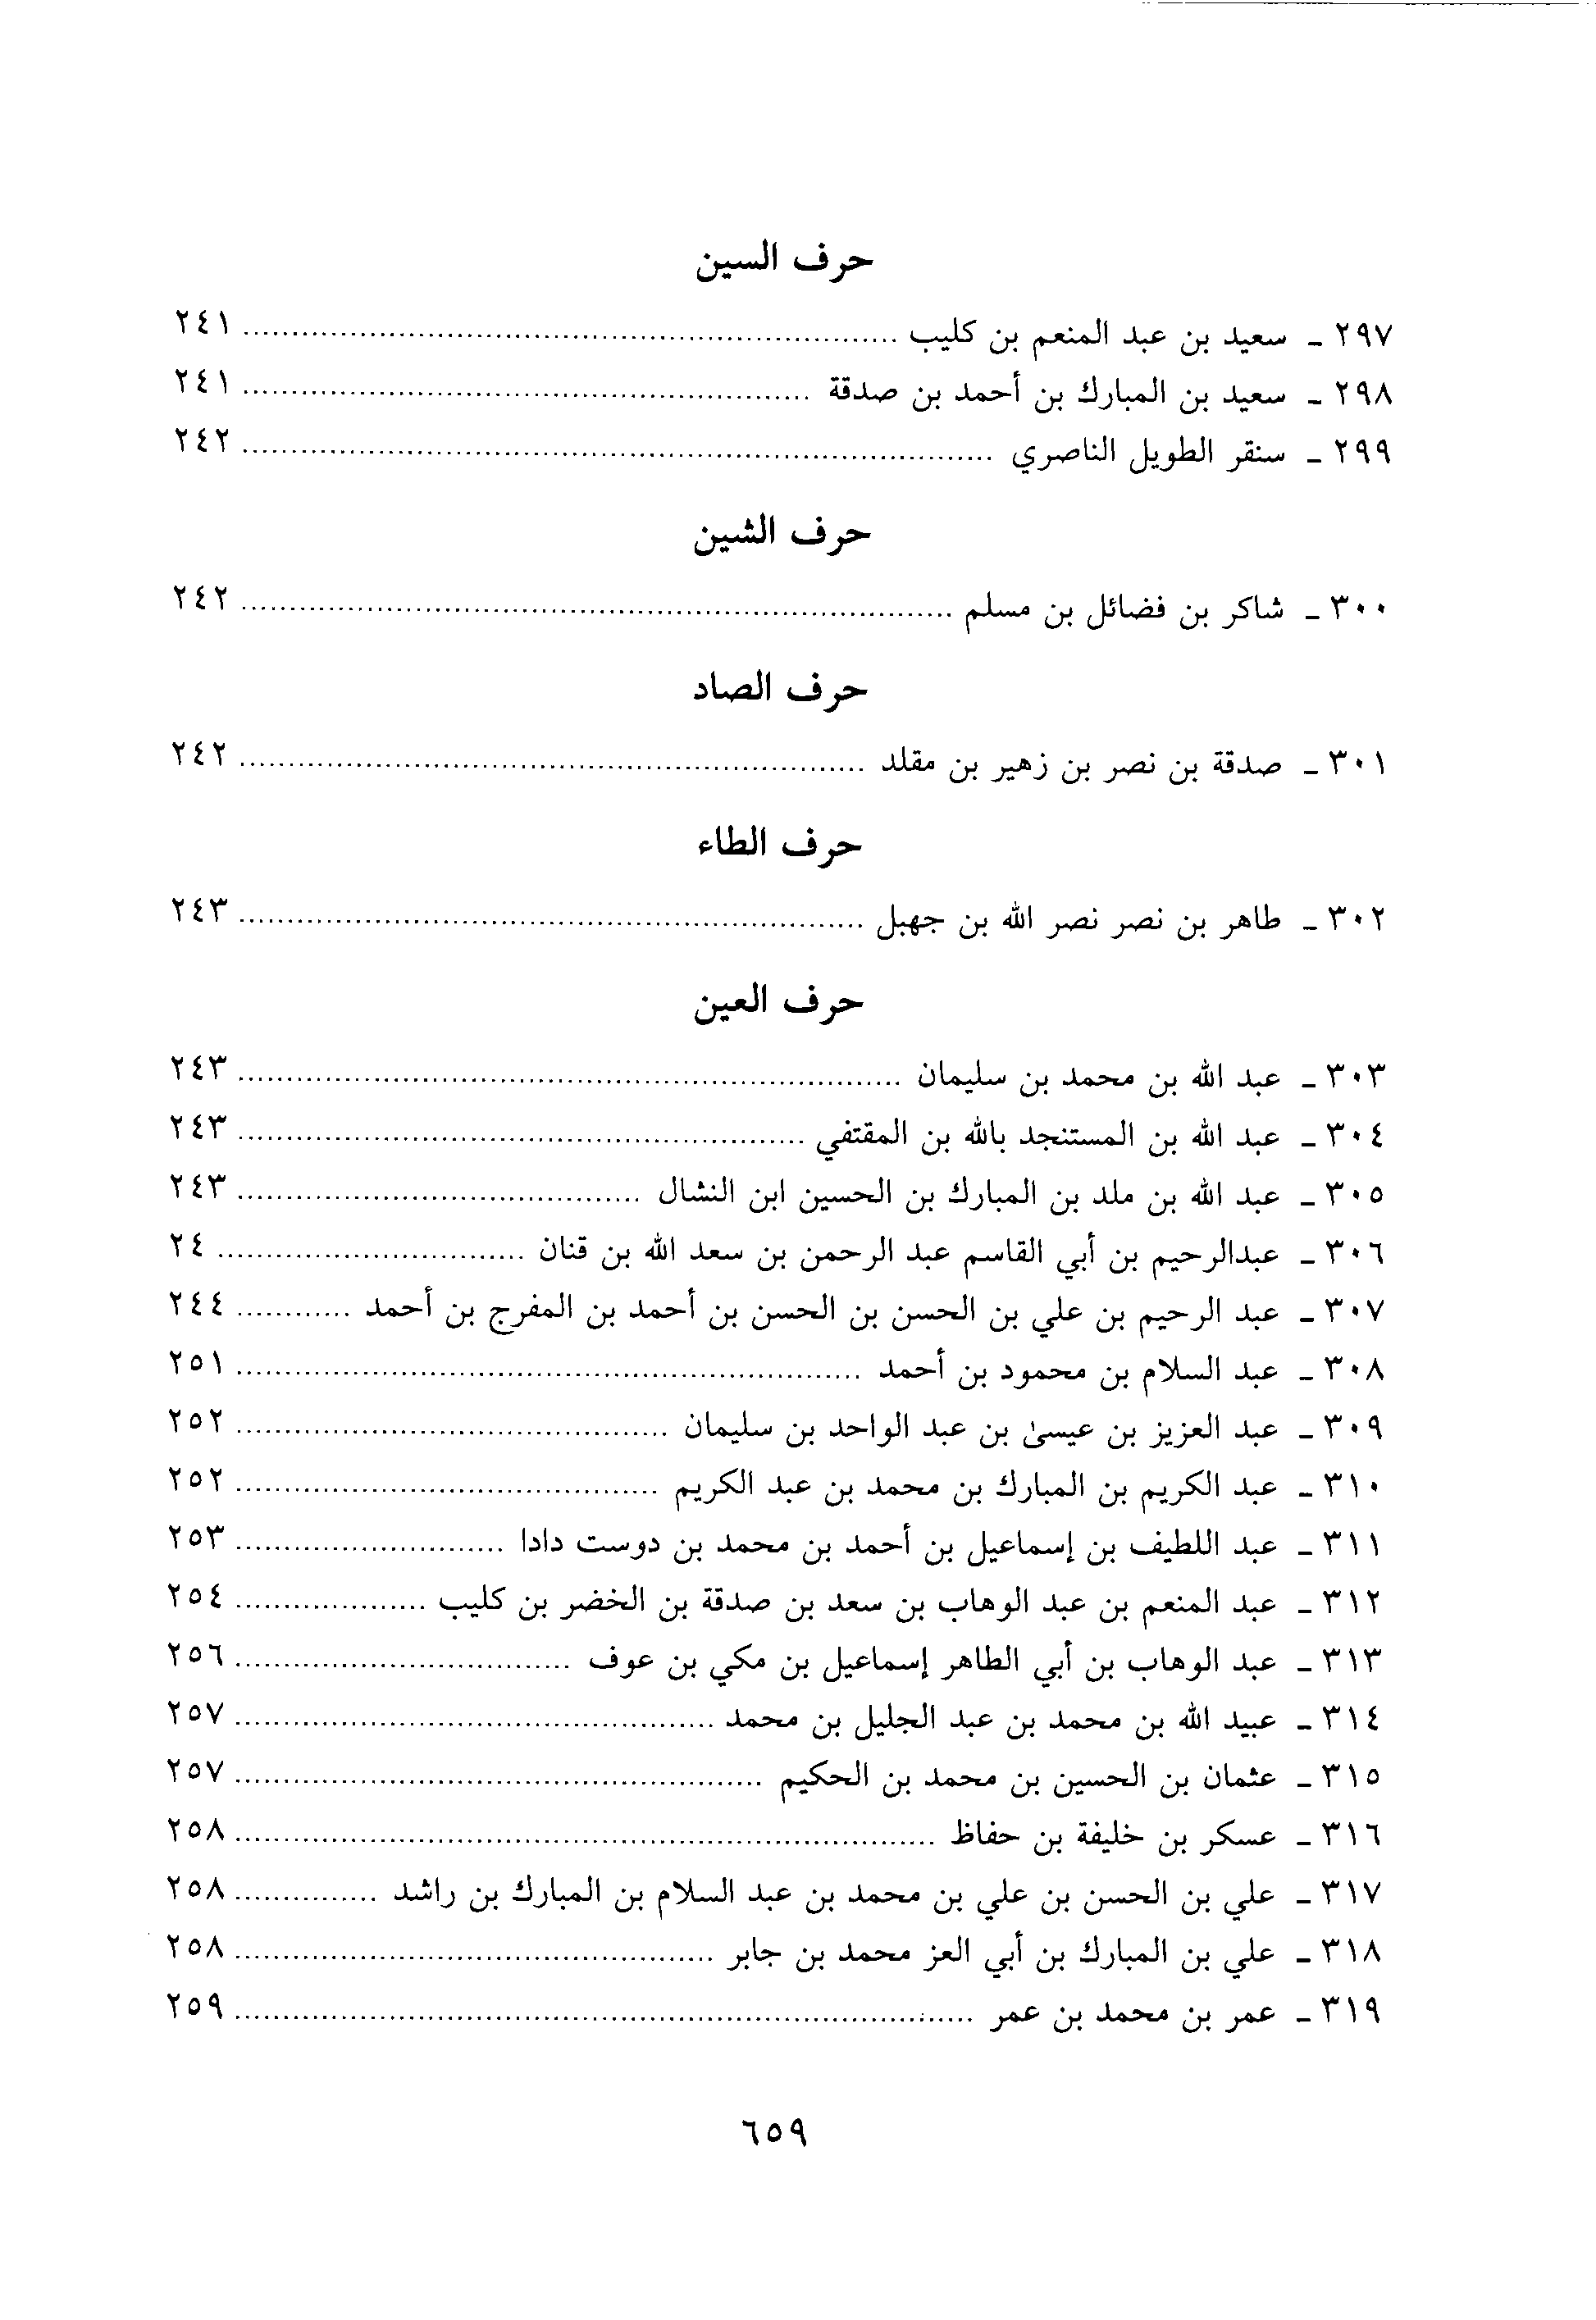 حرف السين
٢٩٧ - سعيد بن عبد المنعم بن كليب ........ ٢٤١
٢٩٨ - سعيد بن المبارك بن أحمد بن صدقة ........ ٢٤١
٢٩٩ - سنقر الطويل الناصري ........ ٢٤٢
حرف الشين
٣٠٠ - شاكر بن فضائل بن مسلم ........ ٢٤٢
حرف الصاد
٣٠١ - صدقة بن نصر بن زهير بن مقلد ........ ٢٤٢
حرف الطاء
٣٠٢ - طاهر بن نصر نصر الله بن جهبل ........ ٢٤٣
حرف العين
٣٠٣ - عبد الله بن محمد بن سليمان ........ ٢٤٣
٣٠٤ - عبد الله بن المستنجد بالله بن المقتفي ........ ٢٤٣
٣٠٥ - عبد الله بن ملد بن المبارك بن الحسين ابن النشال ........ ٢٤٣
٣٠٦ - عبدالرحيم بن أبي القاسم عبد الرحمن بن سعد الله بن قنان ........ ٢٤
٣٠٧ - عبد الرحيم بن علي بن الحسن بن الحسن بن أحمد بن المفرج بن أحمد ........ ٢٤٤
٣٠٨ - عبد السلام بن محمود بن أحمد ........ ٢٥١
٣٠٩ - عبد العزيز بن عيسىٰ بن عبد الواحد بن سليمان ........ ٢٥٢
٣١٠ - عبد الكريم بن المبارك بن محمد بن عبد الكريم ........ ٢٥٢
٣١١ - عبد اللطيف بن إسماعيل بن أحمد بن محمد بن دوست دادا ........ ٢٥٣
٣١٢ - عبد المنعم بن عبد الوهاب بن سعد بن صدقة بن الخضر بن كليب ........ ٢٥٤
٣١٣ - عبد الوهاب بن أبي الطاهر إسماعيل بن مكي بن عوف ........ ٢٥٦
٣١٤ - عبيد الله بن محمد بن عبد الجليل بن محمد ........ ٢٥٧
٣١٥ - عثمان بن الحسين بن محمد بن الحكيم ........ ٢٥٧
٣١٦ - عسكر بن خليفة بن حفاظ ........ ٢٥٨
٣١٧ - علي بن الحسن بن علي بن محمد بن عبد السلام بن المبارك بن راشد ........ ٢٥٨
٣١٨ - علي بن المبارك بن أبي العز محمد بن جابر ........ ٢٥٨
٣١٩ - عمر بن محمد بن عمر ........ ٢٥٩
٦٥٩